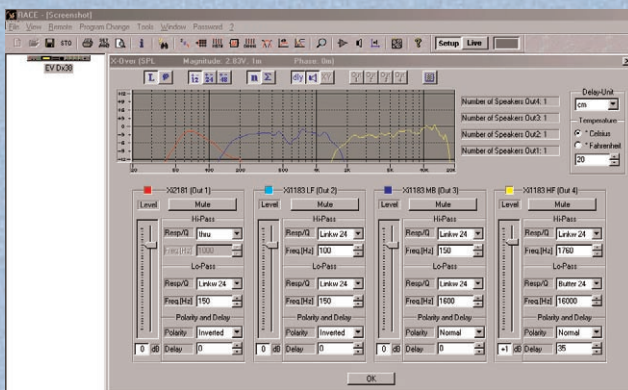 RACE - [Screenshot]
File View Remote Program Change Tools Window Password ?
STO Setup Live
EV Dx38
X-Over (SPL Magnitude: 2.83V, 1m Phase: 0m)
Number of Speakers Out4: 1
Number of Speakers Out3: 1
Number of Speakers Out2: 1
Number of Speakers Out1: 1
Delay-Unit
cm
Temperature
° Celsius
° Fahrenheit
20
Xi2181 (Out 1) Xi1183 LF (Out 2) Xi1183 MB (Out 3) Xi1183 HF (Out 4)
Level Mute Level Mute Level Mute Level Mute
Hi-Pass Hi-Pass Hi-Pass Hi-Pass
Resp/Q thru Resp/Q Linkw 24 Resp/Q Linkw 24 Resp/Q Linkw 24
Freq.[Hz] 1000 Freq.[Hz] 100 Freq.[Hz] 150 Freq.[Hz] 1760
Lo-Pass Lo-Pass Lo-Pass Lo-Pass
Resp/Q Linkw 24 Resp/Q Linkw 24 Resp/Q Linkw 24 Resp/Q Butter 24
Freq.[Hz] 150 Freq.[Hz] 150 Freq.[Hz] 1600 Freq.[Hz] 16000
Polarity and Delay Polarity and Delay Polarity and Delay Polarity and Delay
Polarity Inverted Polarity Inverted Polarity Normal Polarity Normal
0 dB Delay 0 0 dB Delay 0 0 dB Delay 0 +1 dB Delay 35
OK